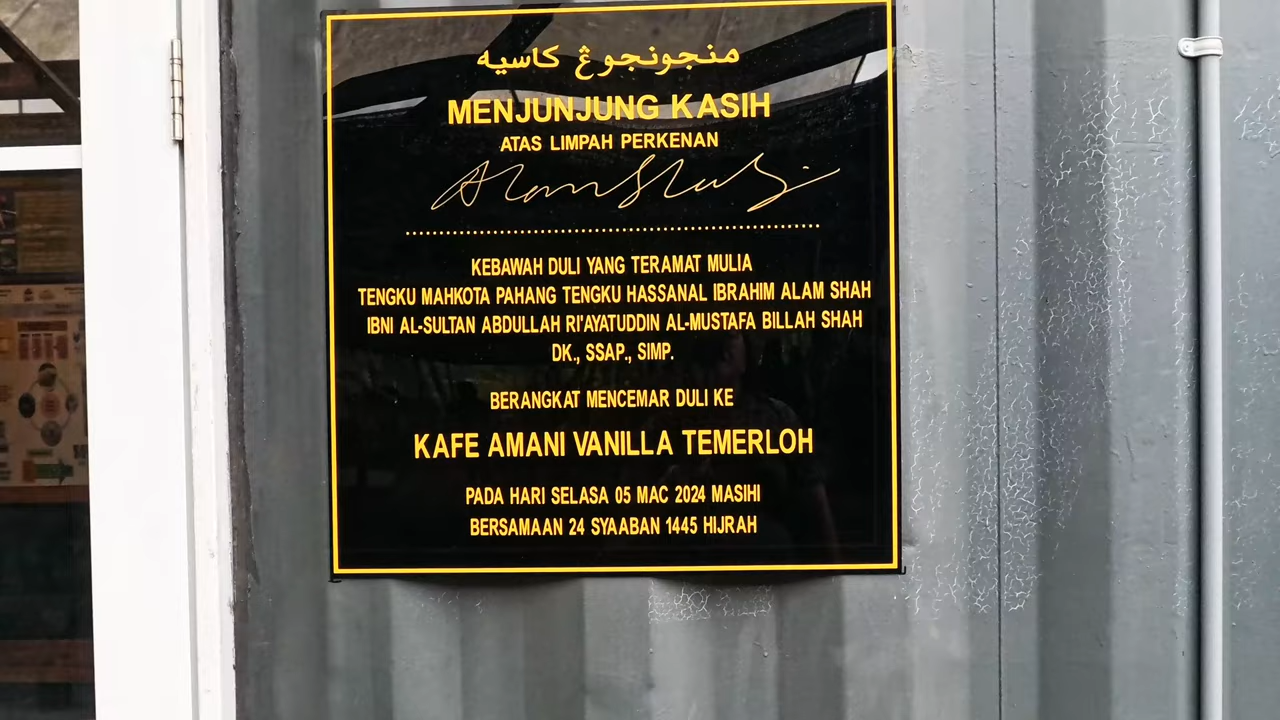 منجونجوڠ كاسيه
MENJUNJUNG KASIH
ATAS LIMPAH PERKENAN
KEBAWAH DULI YANG TERAMAT MULIA
TENGKU MAHKOTA PAHANG TENGKU HASSANAL IBRAHIM ALAM SHAH
IBNI AL-SULTAN ABDULLAH RI'AYATUDDIN AL-MUSTAFA BILLAH SHAH
DK., SSAP., SIMP.
BERANGKAT MENCEMAR DULI KE
KAFE AMANI VANILLA TEMERLOH
PADA HARI SELASA 05 MAC 2024 MASIHI
BERSAMAAN 24 SYAABAN 1445 HIJRAH